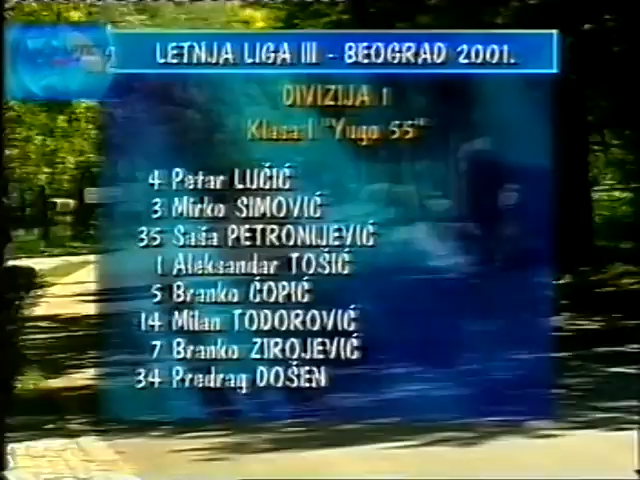 LETNJA LIGA III - BEOGRAD 2001.
DIVIZIJA I
Klasa I "Yugo 55"
4 Petar LUČIĆ
3 Mirko SIMOVIĆ
35 Saša PETRONIJEVIĆ
1 Aleksandar TOŠIĆ
5 Branko ĆOPIĆ
14 Milan TODOROVIĆ
7 Branko ZIROJEVIĆ
34 Predrag DOŠEN